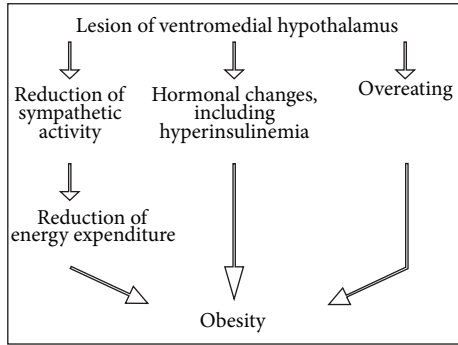 Lesion of ventromedial hypothalamus
Reduction of
sympathetic
activity
Hormonal changes,
including
hyperinsulinemia
Overeating
Reduction of
energy expenditure
Obesity